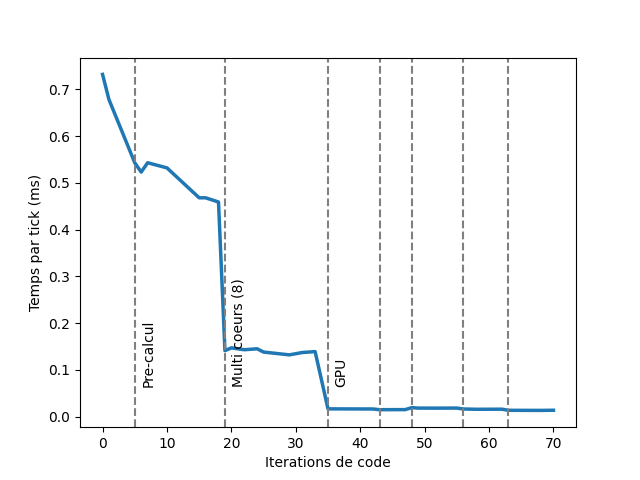 0.7
0.6
0.5
0.4
0.3
0.2
0.1
0.0
Temps par tick (ms)
Pre-calcul
Multi coeurs (8)
GPU
0 10 20 30 40 50 60 70
Iterations de code